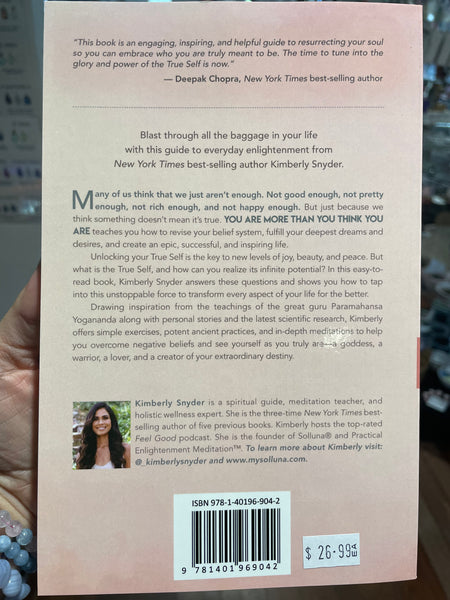 "This book is an engaging, inspiring, and helpful guide to resurrecting your soul
so you can embrace who you are truly meant to be. The time to tune into the
glory and power of the True Self is now."
— Deepak Chopra, New York Times best-selling author
Blast through all the baggage in your life
with this guide to everyday enlightenment from
New York Times best-selling author Kimberly Snyder.
Many of us think that we just aren't enough. Not good enough, not pretty
enough, not rich enough, and not happy enough. But just because we
think something doesn't mean it's true. YOU ARE MORE THAN YOU THINK YOU
ARE teaches you how to revise your belief system, fulfill your deepest dreams and
desires, and create an epic, successful, and inspiring life.
Unlocking your True Self is the key to new levels of joy, beauty, and peace. But
what is the True Self, and how can you realize its infinite potential? In this easy-to-
read book, Kimberly Snyder answers these questions and shows you how to tap
into this unstoppable force to transform every aspect of your life for the better.
Drawing inspiration from the teachings of the great guru Paramahansa
Yogananda along with personal stories and the latest scientific research, Kimberly
offers simple exercises, potent ancient practices, and in-depth meditations to help
you overcome negative beliefs and see yourself as you truly are—a goddess, a
warrior, a lover, and a creator of your extraordinary destiny.
Kimberly Snyder is a spiritual guide, meditation teacher, and
holistic wellness expert. She is the three-time New York Times best-
selling author of five previous books. Kimberly hosts the top-rated
Feel Good podcast. She is the founder of Solluna® and Practical
Enlightenment Meditation™. To learn more about Kimberly visit:
@_kimberlysnyder and www.mysolluna.com.
ISBN 978-1-40196-904-2
9 781401 969042
$ 26.99 EA